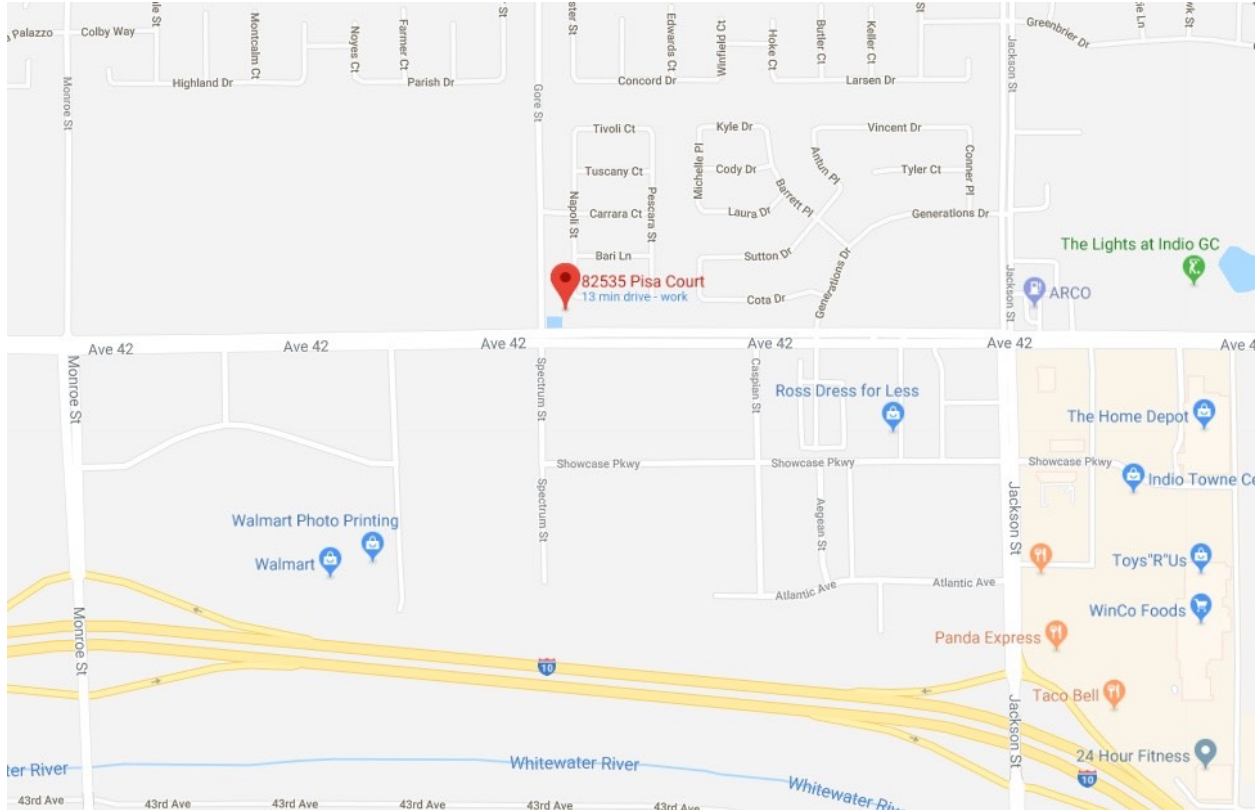 Palazzo
Colby Way
Montcalm Ct
Noyes Ct
Farmer Ct
St
Edwards Ct
Winfield Ct
Hoke Ct
Butler Ct
Keller Ct
St
Jackson St
Greenbrier Dr
Monroe St
Highland Dr
Parish Dr
Gore St
Concord Dr
Larsen Dr
Tivoli Ct
Kyle Dr
Vincent Dr
Tuscany Ct
Michelle Pl
Cody Dr
Antun Pl
Tyler Ct
Conner Pl
Napoli St
Pescara St
Barrett Pl
Carrara Ct
Laura Dr
Generations Dr
Bari Ln
Sutton Dr
Generations Dr
The Lights at Indio GC
82535 Pisa Court
13 min drive - work
Cota Dr
Jackson St
ARCO
Ave 42
Ave 42
Ave 42
Ave 42
Ave 42
Ave 4
Monroe St
Spectrum St
Caspian St
Ross Dress for Less
The Home Depot
Showcase Pkwy
Showcase Pkwy
Showcase Pkwy
Indio Towne Ce
Spectrum St
Aegean St
Jackson St
Walmart Photo Printing
Walmart
Toys"R"Us
Atlantic Ave
Atlantic Ave
WinCo Foods
Monroe St
Panda Express
10
Taco Bell
Jackson St
24 Hour Fitness
10
ter River
Whitewater River
Whitewater River
43rd Ave
43rd Ave
43rd Ave
43rd Ave
43rd Ave